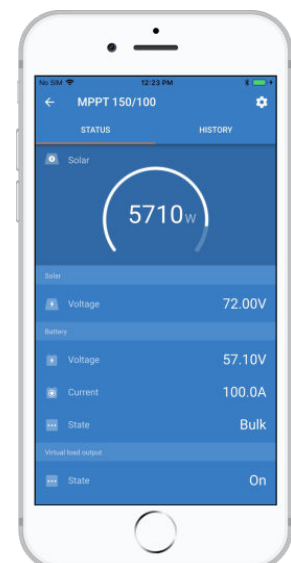 No SIM 12:23 PM
MPPT 150/100
STATUS HISTORY
Solar
5710W
Solar
Voltage 72.00V
Battery
Voltage 57.10V
Current 100.0A
State Bulk
Virtual load output
State On